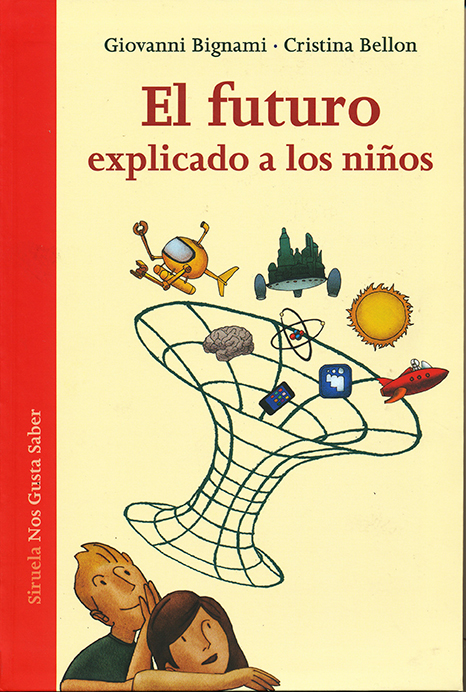 Giovanni Bignami · Cristina Bellon
El futuro
explicado a los niños
Siruela Nos Gusta Saber